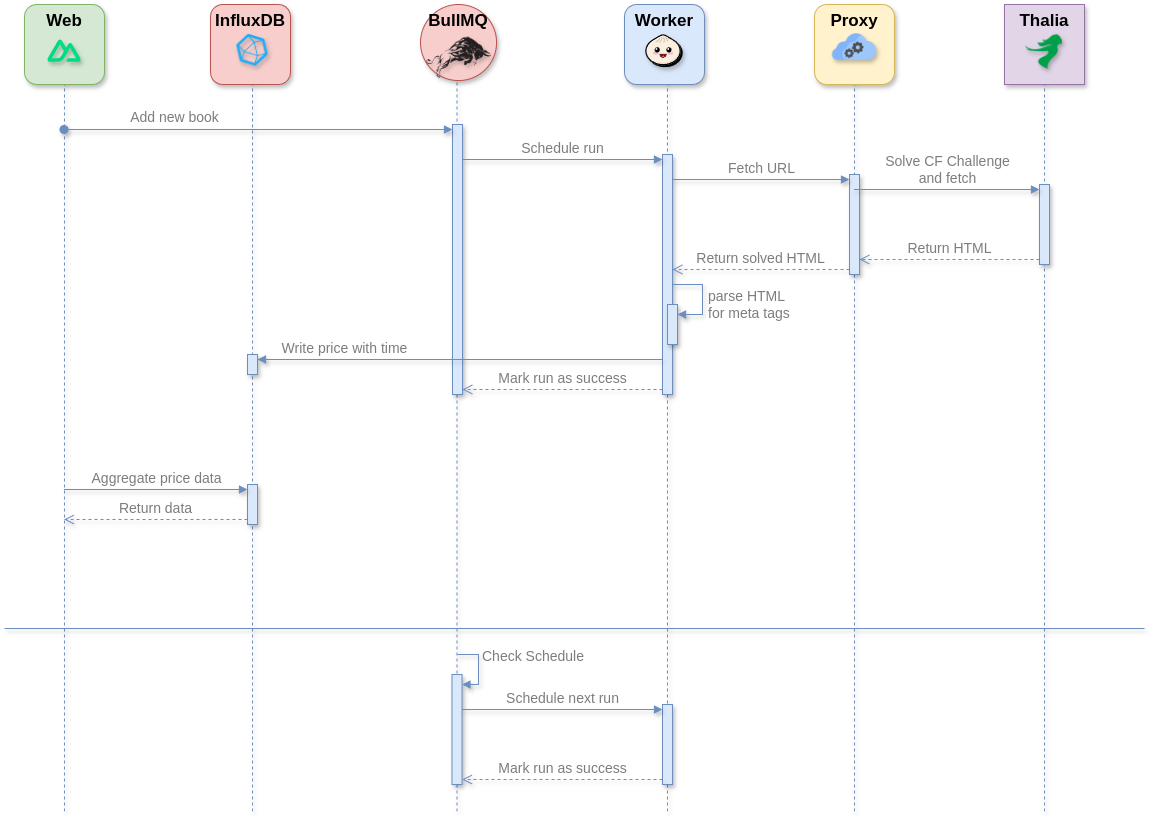 Web
InfluxDB
BullMQ
Worker
Proxy
Thalia
Add new book
Schedule run
Fetch URL
Solve CF Challenge
and fetch
Return HTML
Return solved HTML
parse HTML
for meta tags
Write price with time
Mark run as success
Aggregate price data
Return data
Check Schedule
Schedule next run
Mark run as success